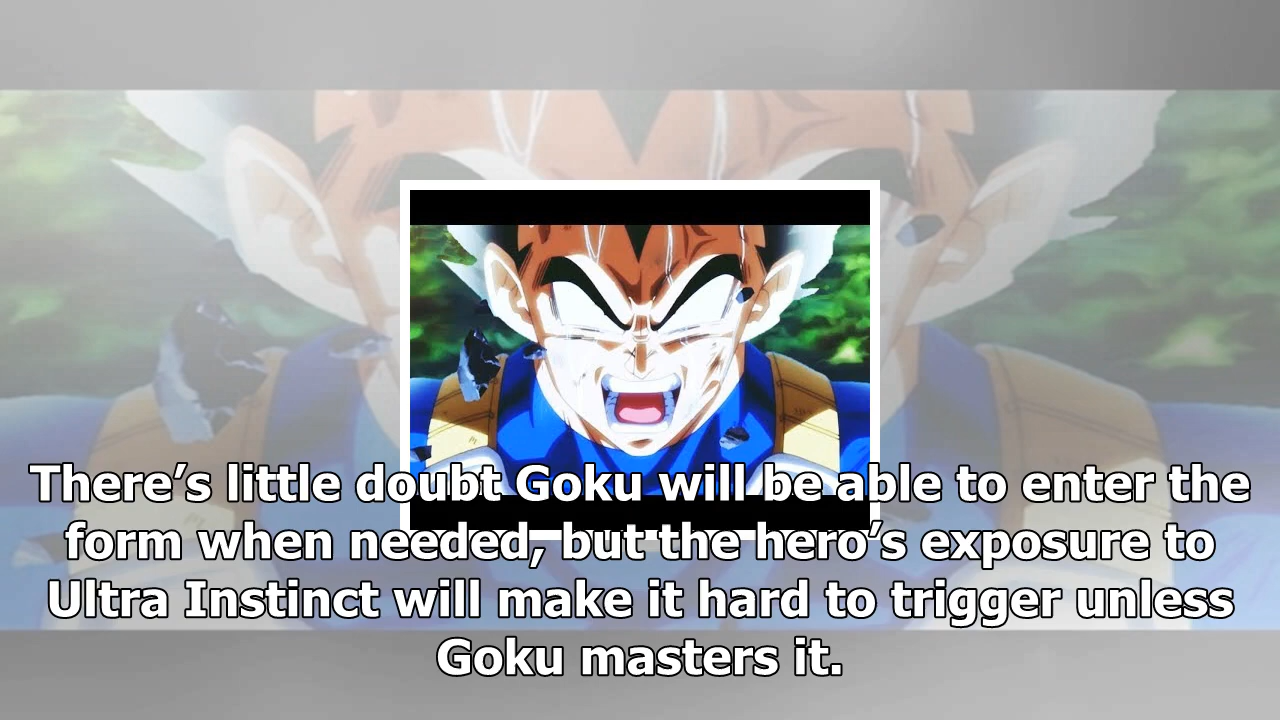 There’s little doubt Goku will be able to enter the
form when needed, but the hero’s exposure to
Ultra Instinct will make it hard to trigger unless
Goku masters it.